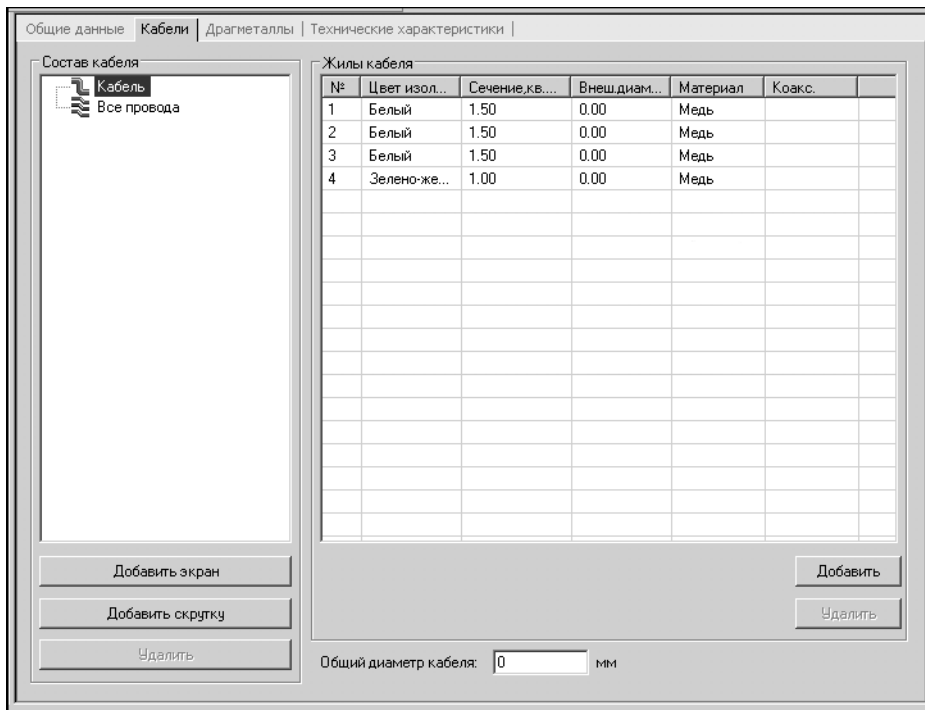 Общие данные Кабели Драгметаллы Технические характеристики
Состав кабеля
Кабель
Все провода
Добавить экран
Добавить скрутку
Удалить
Жилы кабеля
№ Цвет изол... Сечение,кв.... Внеш.диам... Материал Коакс.
1 Белый 1.50 0.00 Медь
2 Белый 1.50 0.00 Медь
3 Белый 1.50 0.00 Медь
4 Зелено-же... 1.00 0.00 Медь
Добавить
Удалить
Общий диаметр кабеля: 0 мм